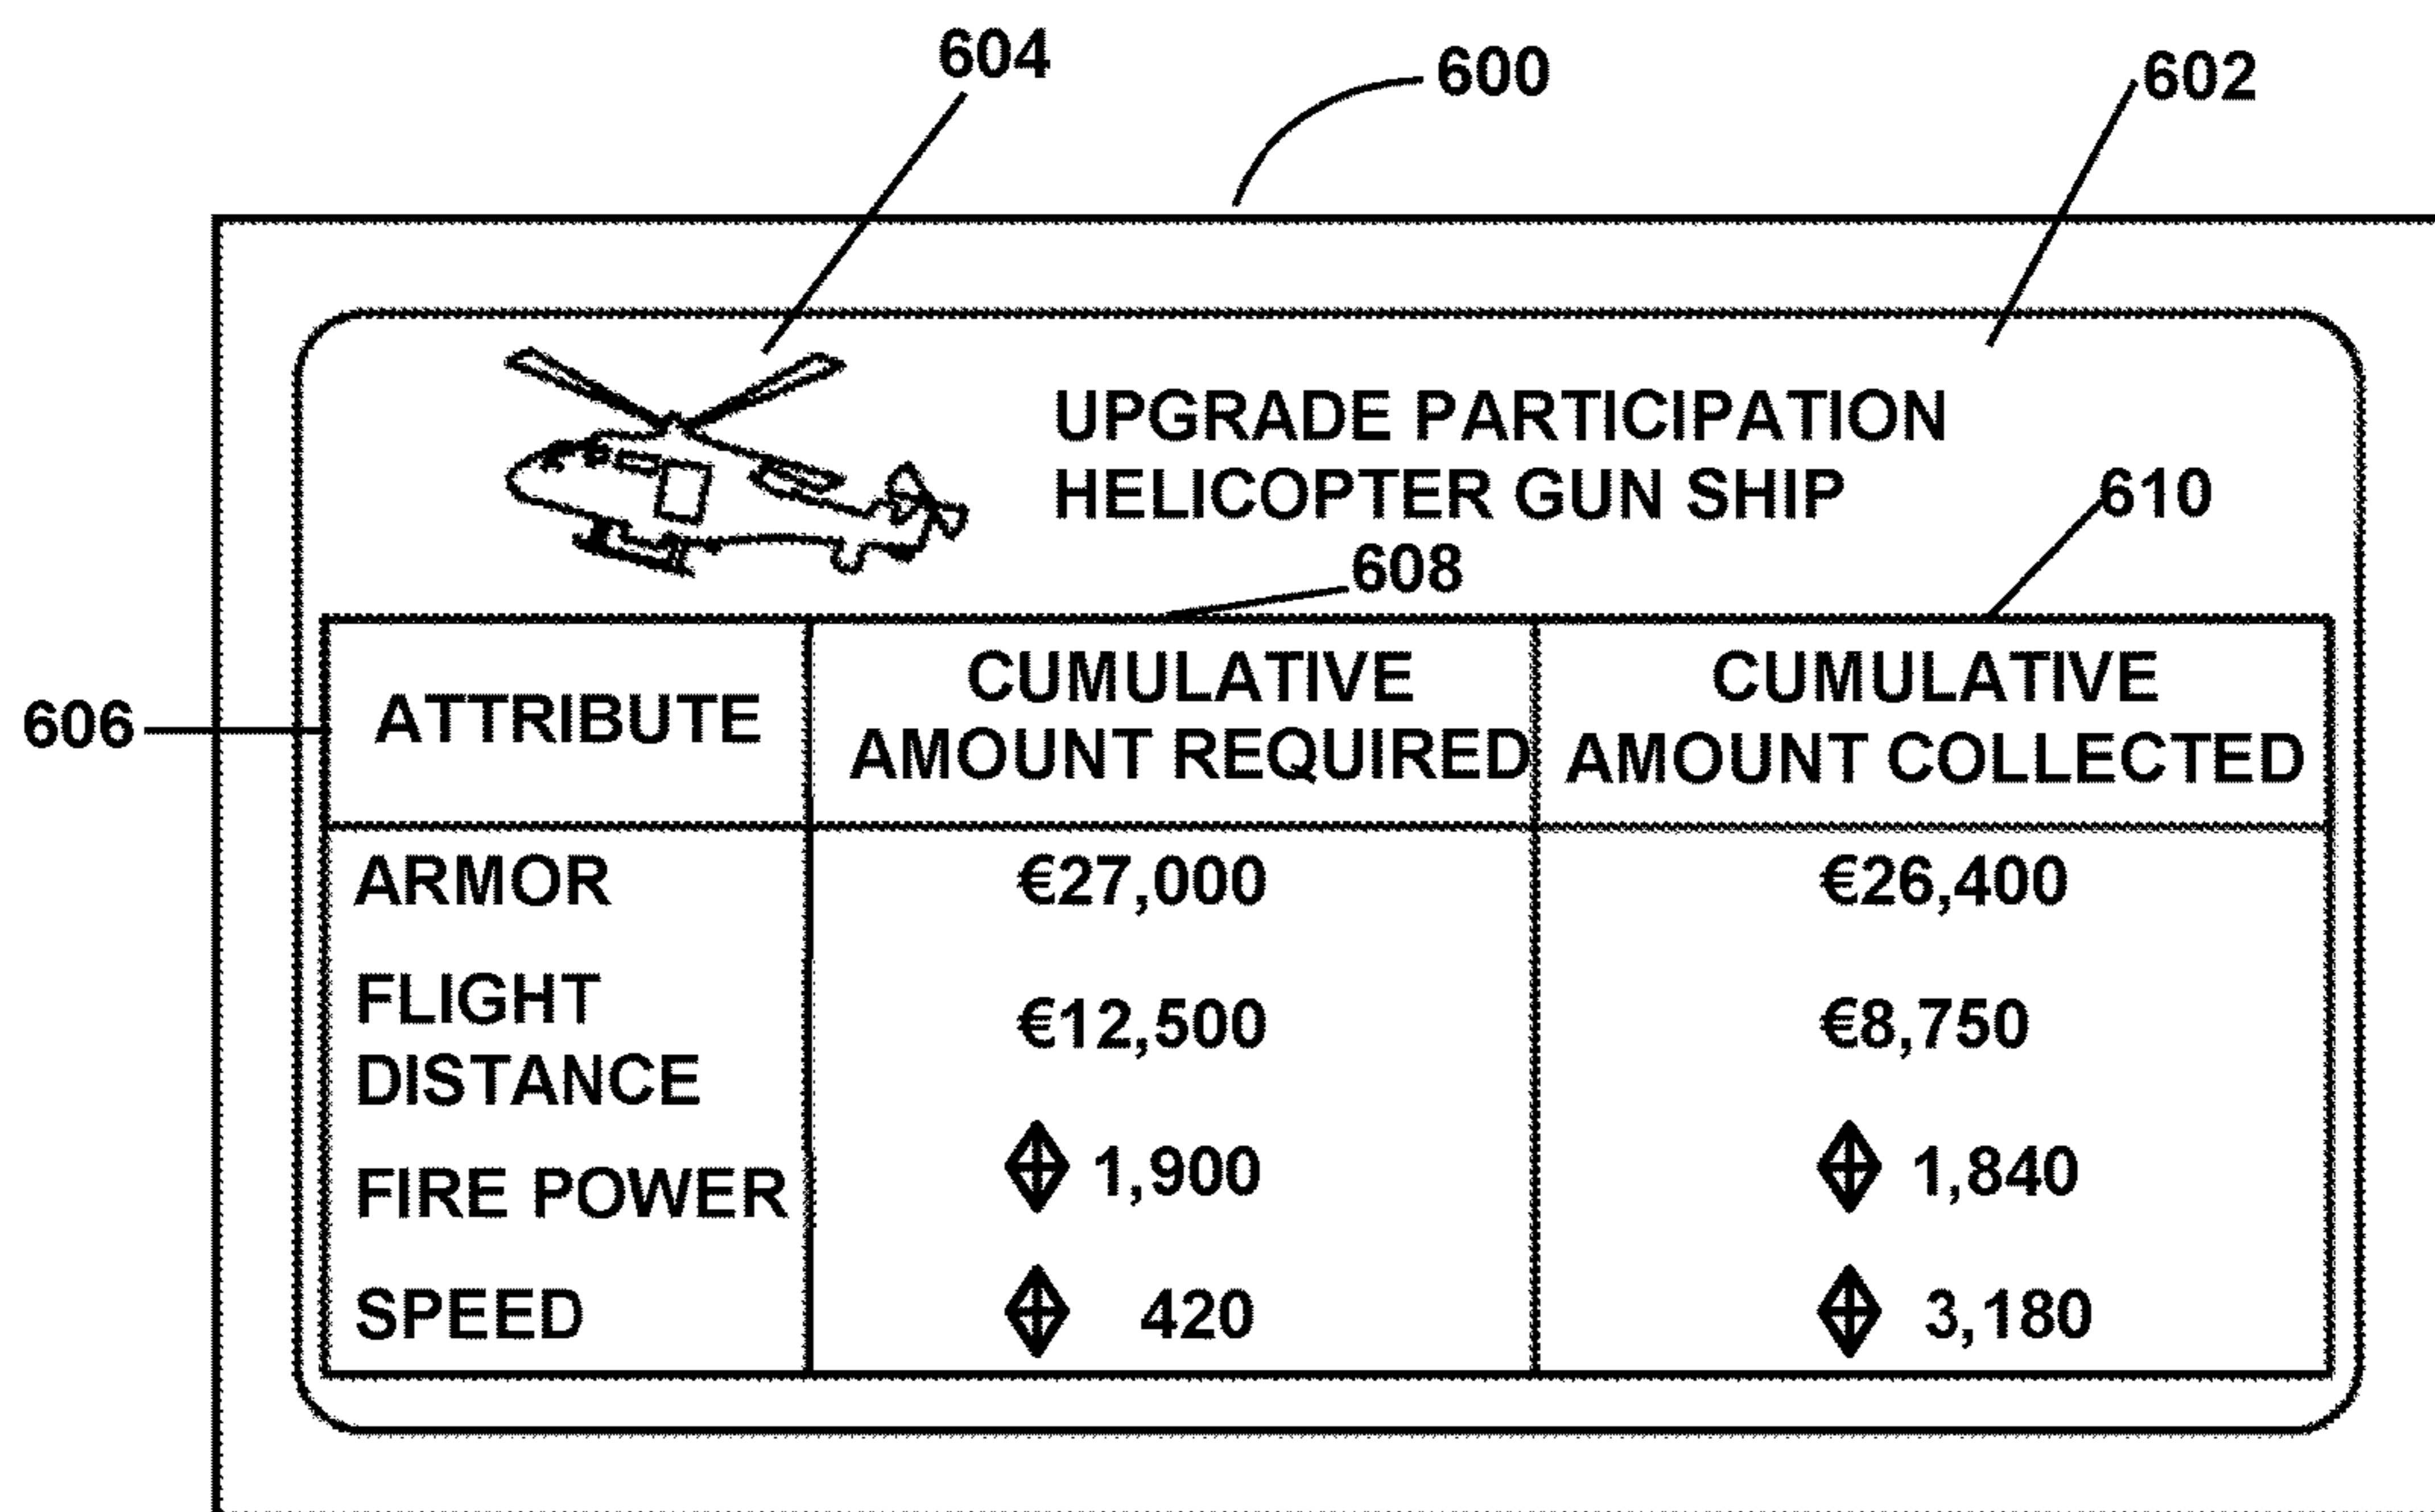 604
600
602
UPGRADE PARTICIPATION
HELICOPTER GUN SHIP
610
608
606
ATTRIBUTE
CUMULATIVE
AMOUNT REQUIRED
CUMULATIVE
AMOUNT COLLECTED
ARMOR €27,000 €26,400
FLIGHT
DISTANCE
€12,500 €8,750
FIRE POWER 1,900 1,840
SPEED 420 3,180